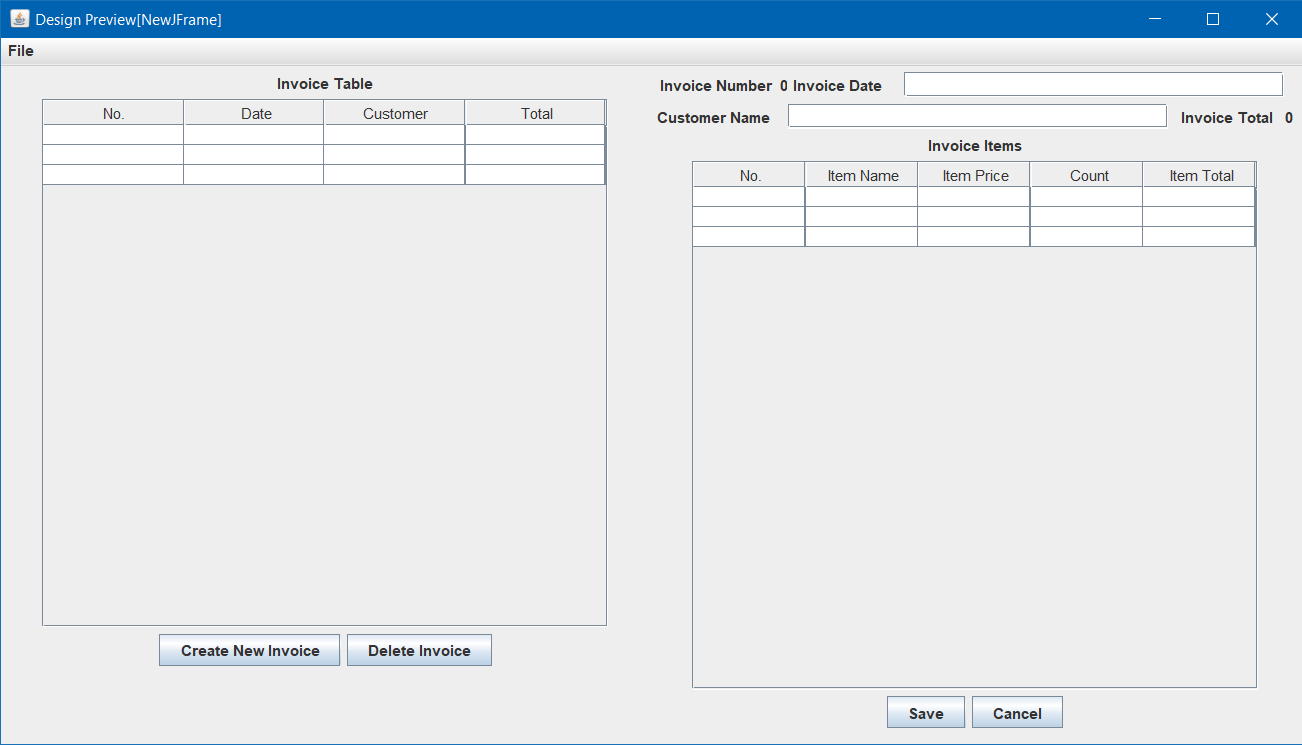 Design Preview[NewJFrame]
File
Invoice Table
No. Date Customer Total
Create New Invoice Delete Invoice
Invoice Number 0 Invoice Date
Customer Name Invoice Total 0
Invoice Items
No. Item Name Item Price Count Item Total
Save Cancel